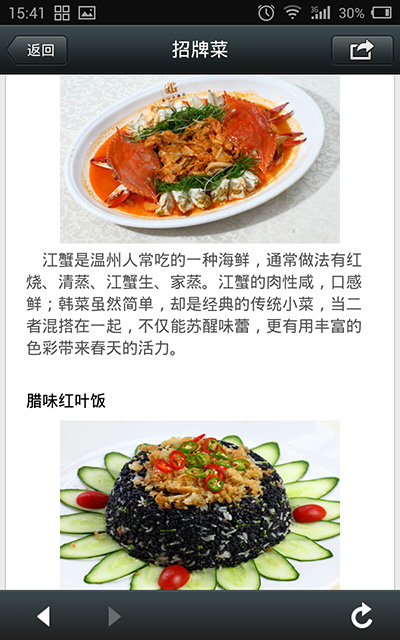 15:41
3G
30%
返回
招牌菜
江蟹是温州人常吃的一种海鲜，通常做法有红
烧、清蒸、江蟹生、家蒸。江蟹的肉性咸，口感
鲜；韩菜虽然简单，却是经典的传统小菜，当二
者混搭在一起，不仅能苏醒味蕾，更有用丰富的
色彩带来春天的活力。
腊味红叶饭